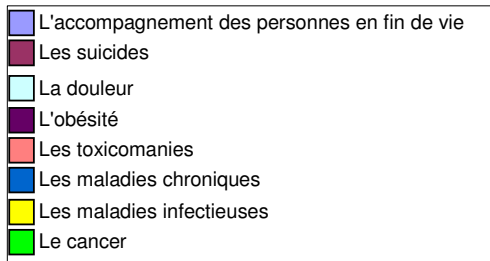 L'accompagnement des personnes en fin de vie
Les suicides
La douleur
L'obésité
Les toxicomanies
Les maladies chroniques
Les maladies infectieuses
Le cancer